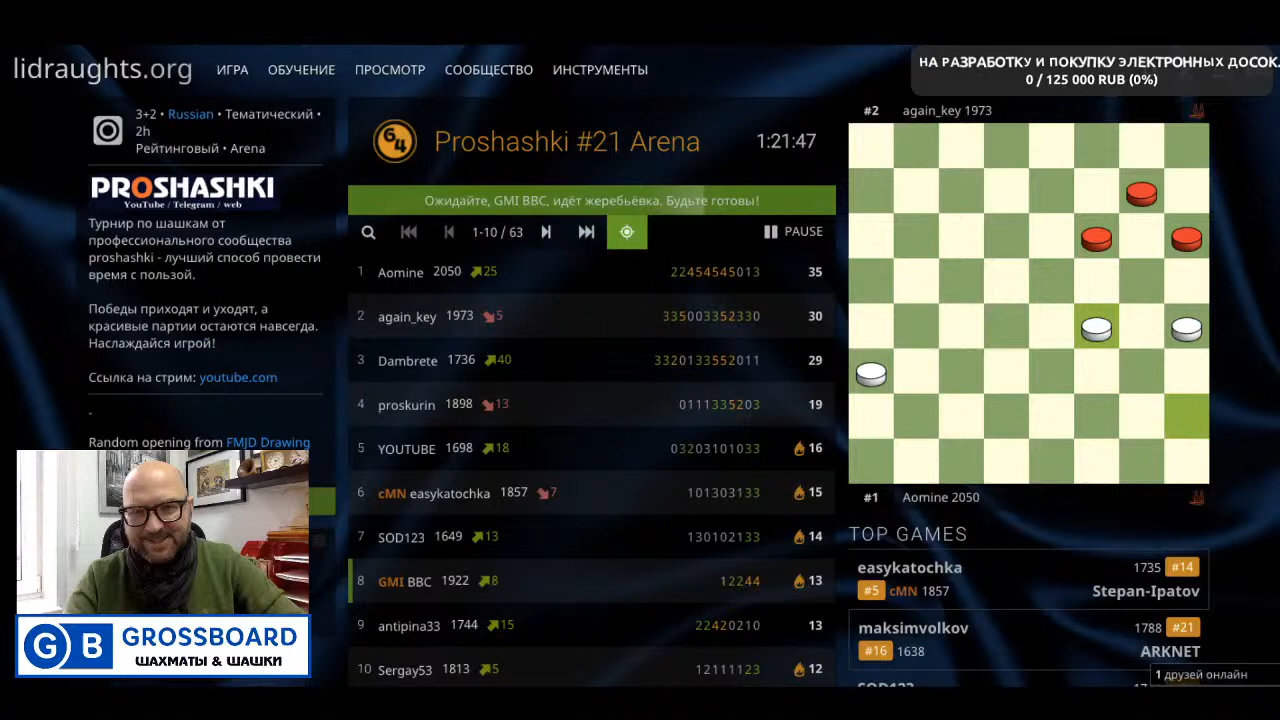 lidraughts.org
ИГРА ОБУЧЕНИЕ ПРОСМОТР СООБЩЕСТВО ИНСТРУМЕНТЫ
НА РАЗРАБОТКУ И ПОКУПКУ ЭЛЕКТРОННЫХ ДОСОК.
0 / 125 000 RUB (0%)
3+2 • Russian • Тематический •
2h
Рейтинговый • Arena
PROSHASHKI
YouTube / Telegram / web
Турнир по шашкам от
профессионального сообщества
proshashki - лучший способ провести
время с пользой.
Победы приходят и уходят, а
красивые партии остаются навсегда.
Наслаждайся игрой!
Ссылка на стрим: youtube.com
-
Random opening from FMJD Drawing
GB GROSSBOARD
ШАХМАТЫ & ШАШКИ
64 Proshashki #21 Arena 1:21:47
Ожидайте, GMI BBC, идёт жеребьёвка. Будьте готовы!
1-10 / 63 PAUSE
1 Aomine 2050 25 22454545013 35
2 again_key 1973 5 335003352330 30
3 Dambrete 1736 40 3320133552011 29
4 proskurin 1898 13 0111335203 19
5 YOUTUBE 1698 18 03203101033 16
6 cMN easykatochka 1857 7 101303133 15
7 SOD123 1649 13 130102133 14
8 GMI BBC 1922 8 12244 13
9 antipina33 1744 15 22420210 13
10 Sergay53 1813 5 12111123 12
#2 again_key 1973
#1 Aomine 2050
TOP GAMES
easykatochka 1735 #14
#5 cMN 1857 Stepan-Ipatov
maksimvolkov 1788 #21
#16 1638 ARKNET
SOD123
1 друзей онлайн